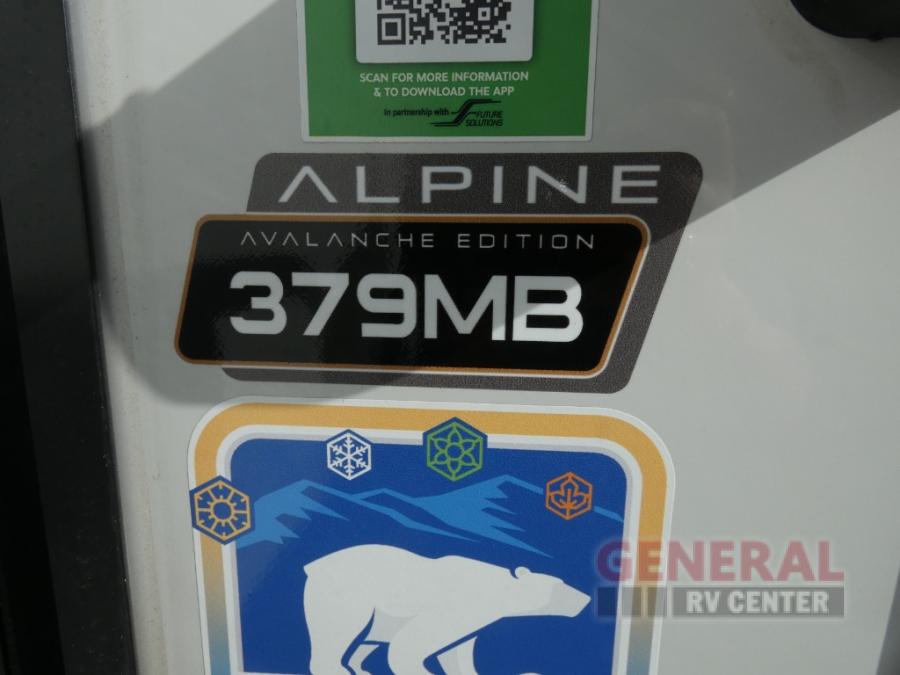 SCAN FOR MORE INFORMATION
& TO DOWNLOAD THE APP
In partnership with FUTURE
SOLUTIONS
ALPINE
AVALANCHE EDITION
379MB
GENERAL
RV CENTER